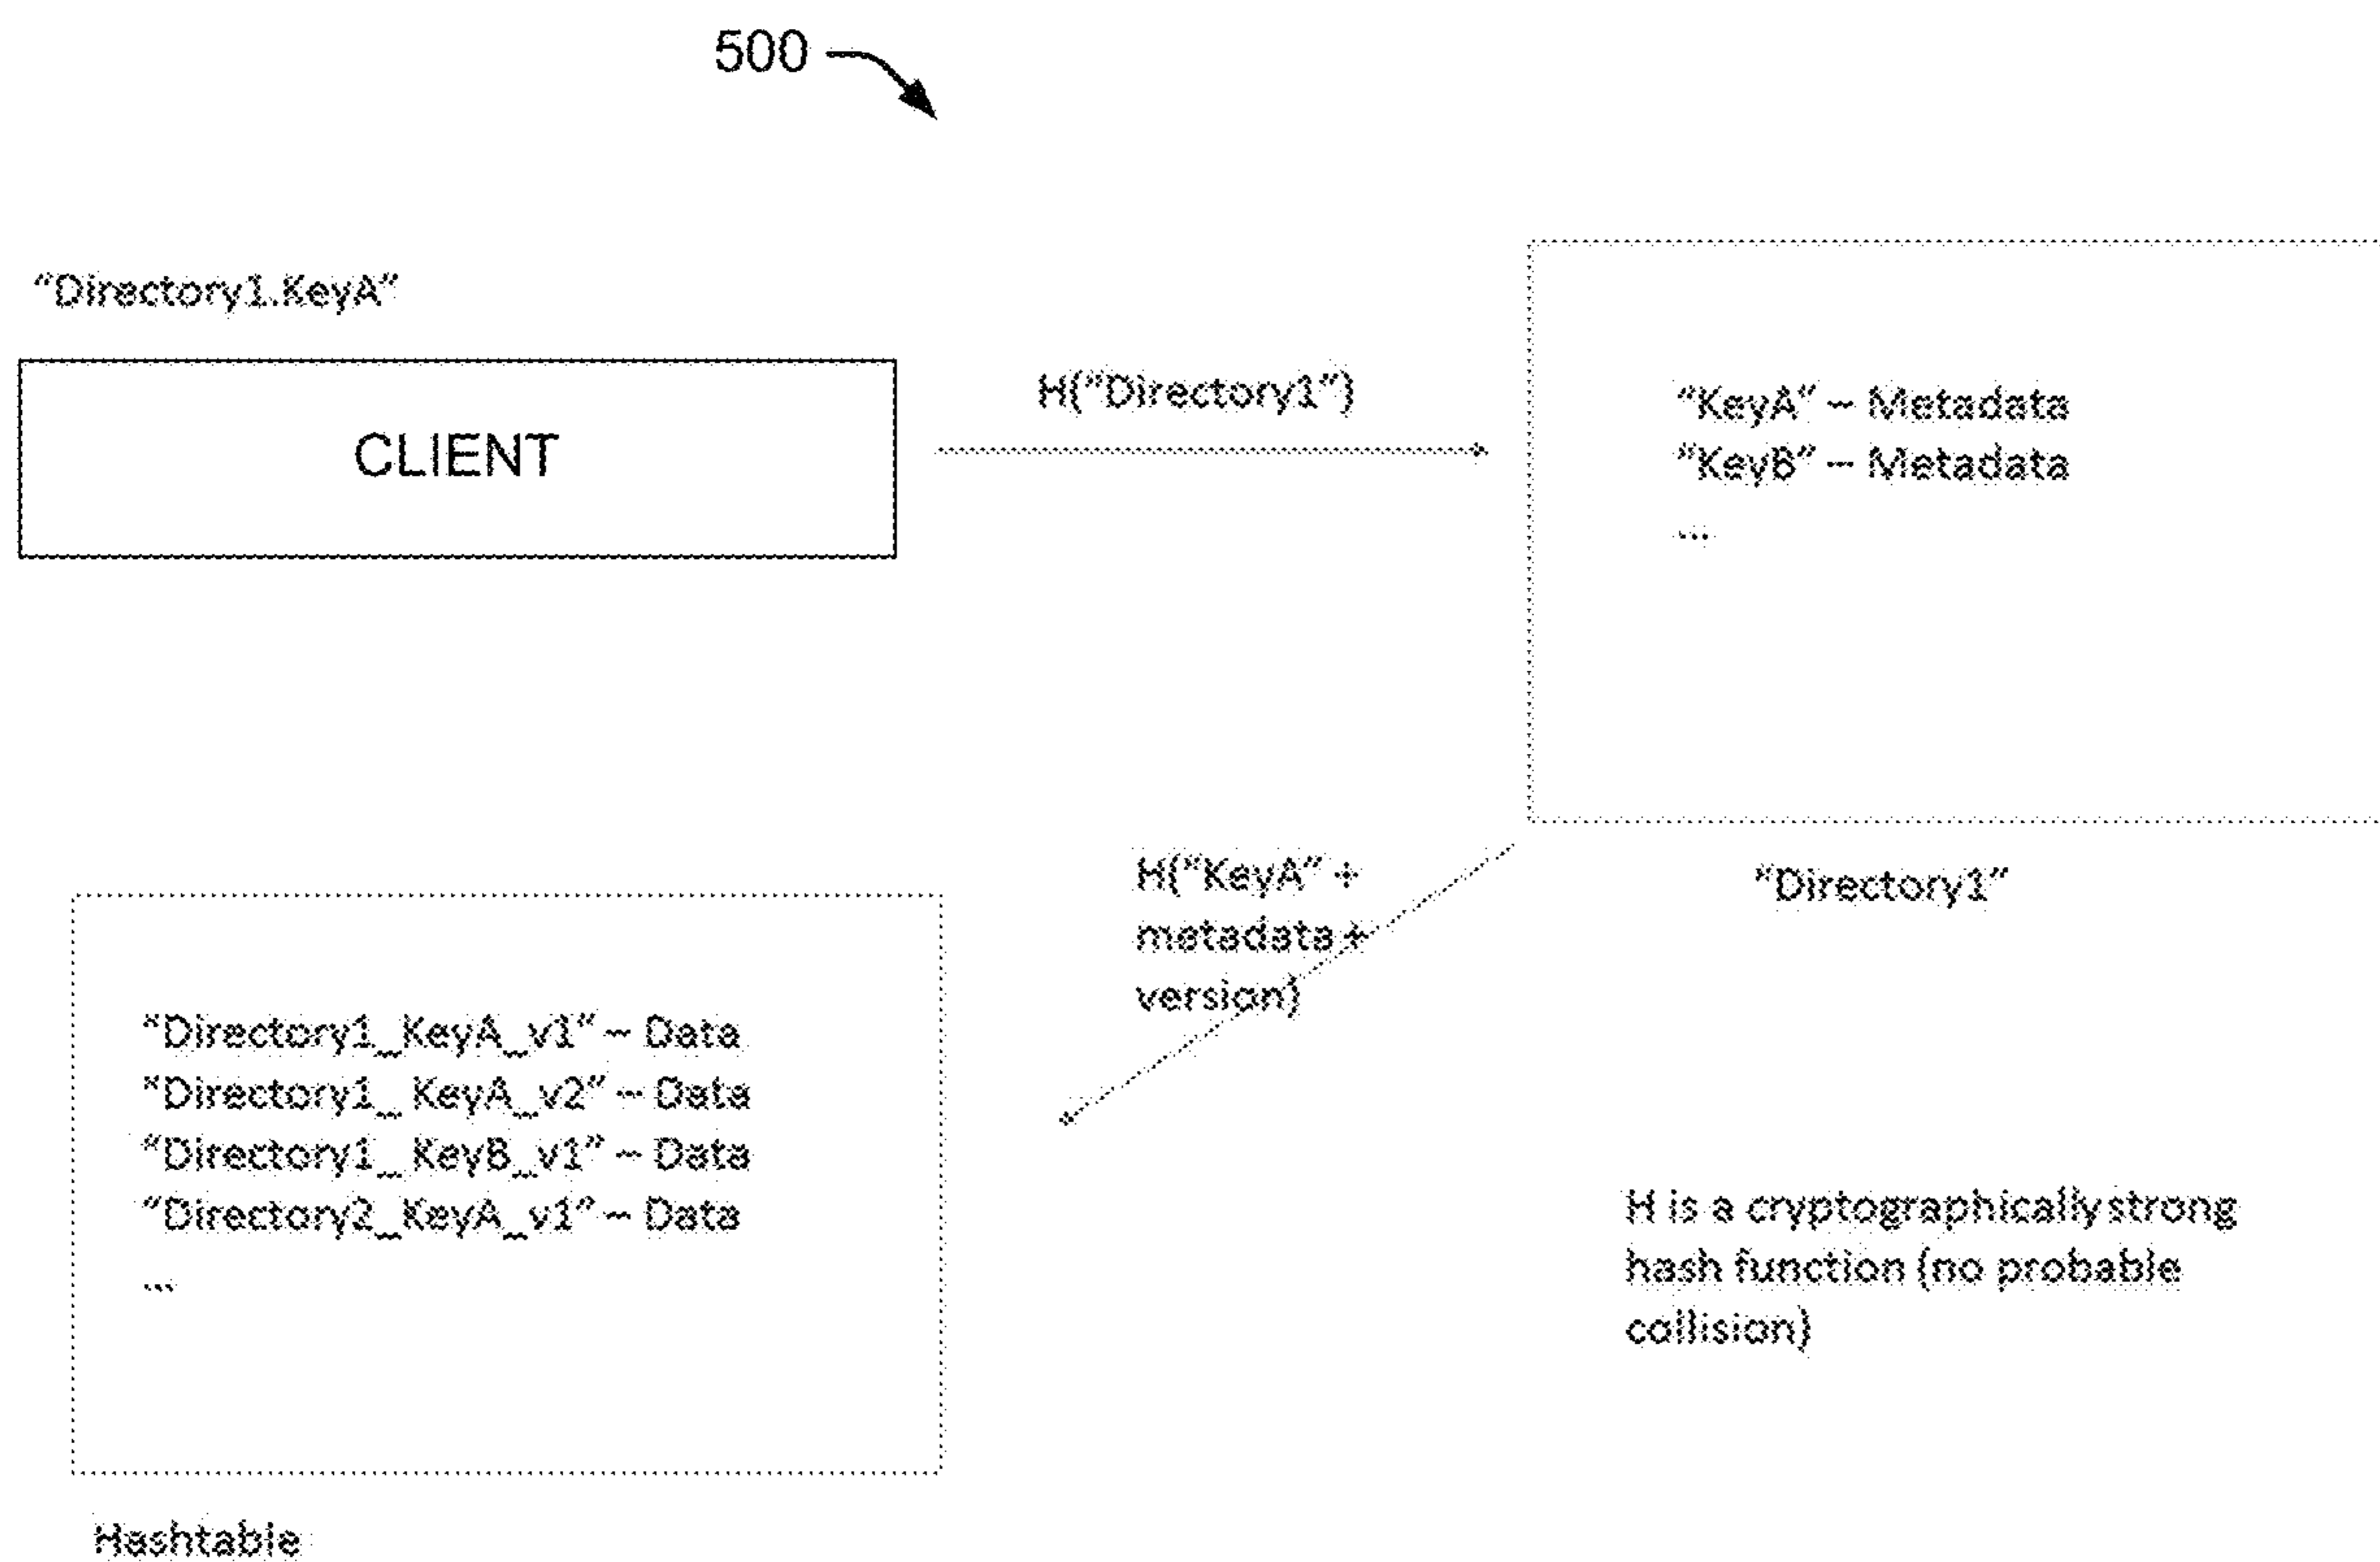 500
“Directory1.KeyA”
CLIENT
H(“Directory1”)
“KeyA” – Metadata
“KeyB” – Metadata
...
“Directory1”
H(“KeyA” +
metadata +
version)
“Directory1_KeyA_v1” – Data
“Directory1_ KeyA_v2” – Data
“Directory1_ KeyB_v1” – Data
“Directory2_KeyA_v1” – Data
...
Hashtable
H is a cryptographically strong
hash function (no probable
collision)